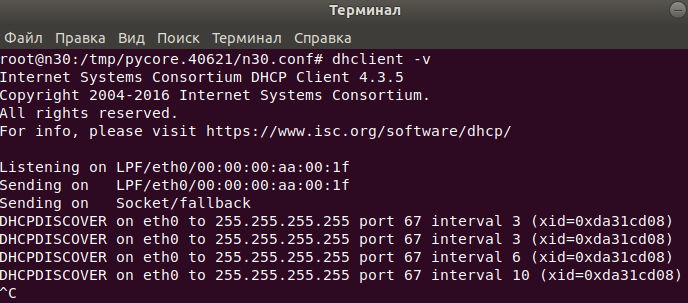 Терминал
Файл Правка Вид Поиск Терминал Справка
root@n30:/tmp/pycore.40621/n30.conf# dhclient -v
Internet Systems Consortium DHCP Client 4.3.5
Copyright 2004-2016 Internet Systems Consortium.
All rights reserved.
For info, please visit https://www.isc.org/software/dhcp/
Listening on LPF/eth0/00:00:00:aa:00:1f
Sending on   LPF/eth0/00:00:00:aa:00:1f
Sending on   Socket/fallback
DHCPDISCOVER on eth0 to 255.255.255.255 port 67 interval 3 (xid=0xda31cd08)
DHCPDISCOVER on eth0 to 255.255.255.255 port 67 interval 3 (xid=0xda31cd08)
DHCPDISCOVER on eth0 to 255.255.255.255 port 67 interval 6 (xid=0xda31cd08)
DHCPDISCOVER on eth0 to 255.255.255.255 port 67 interval 10 (xid=0xda31cd08)
^C